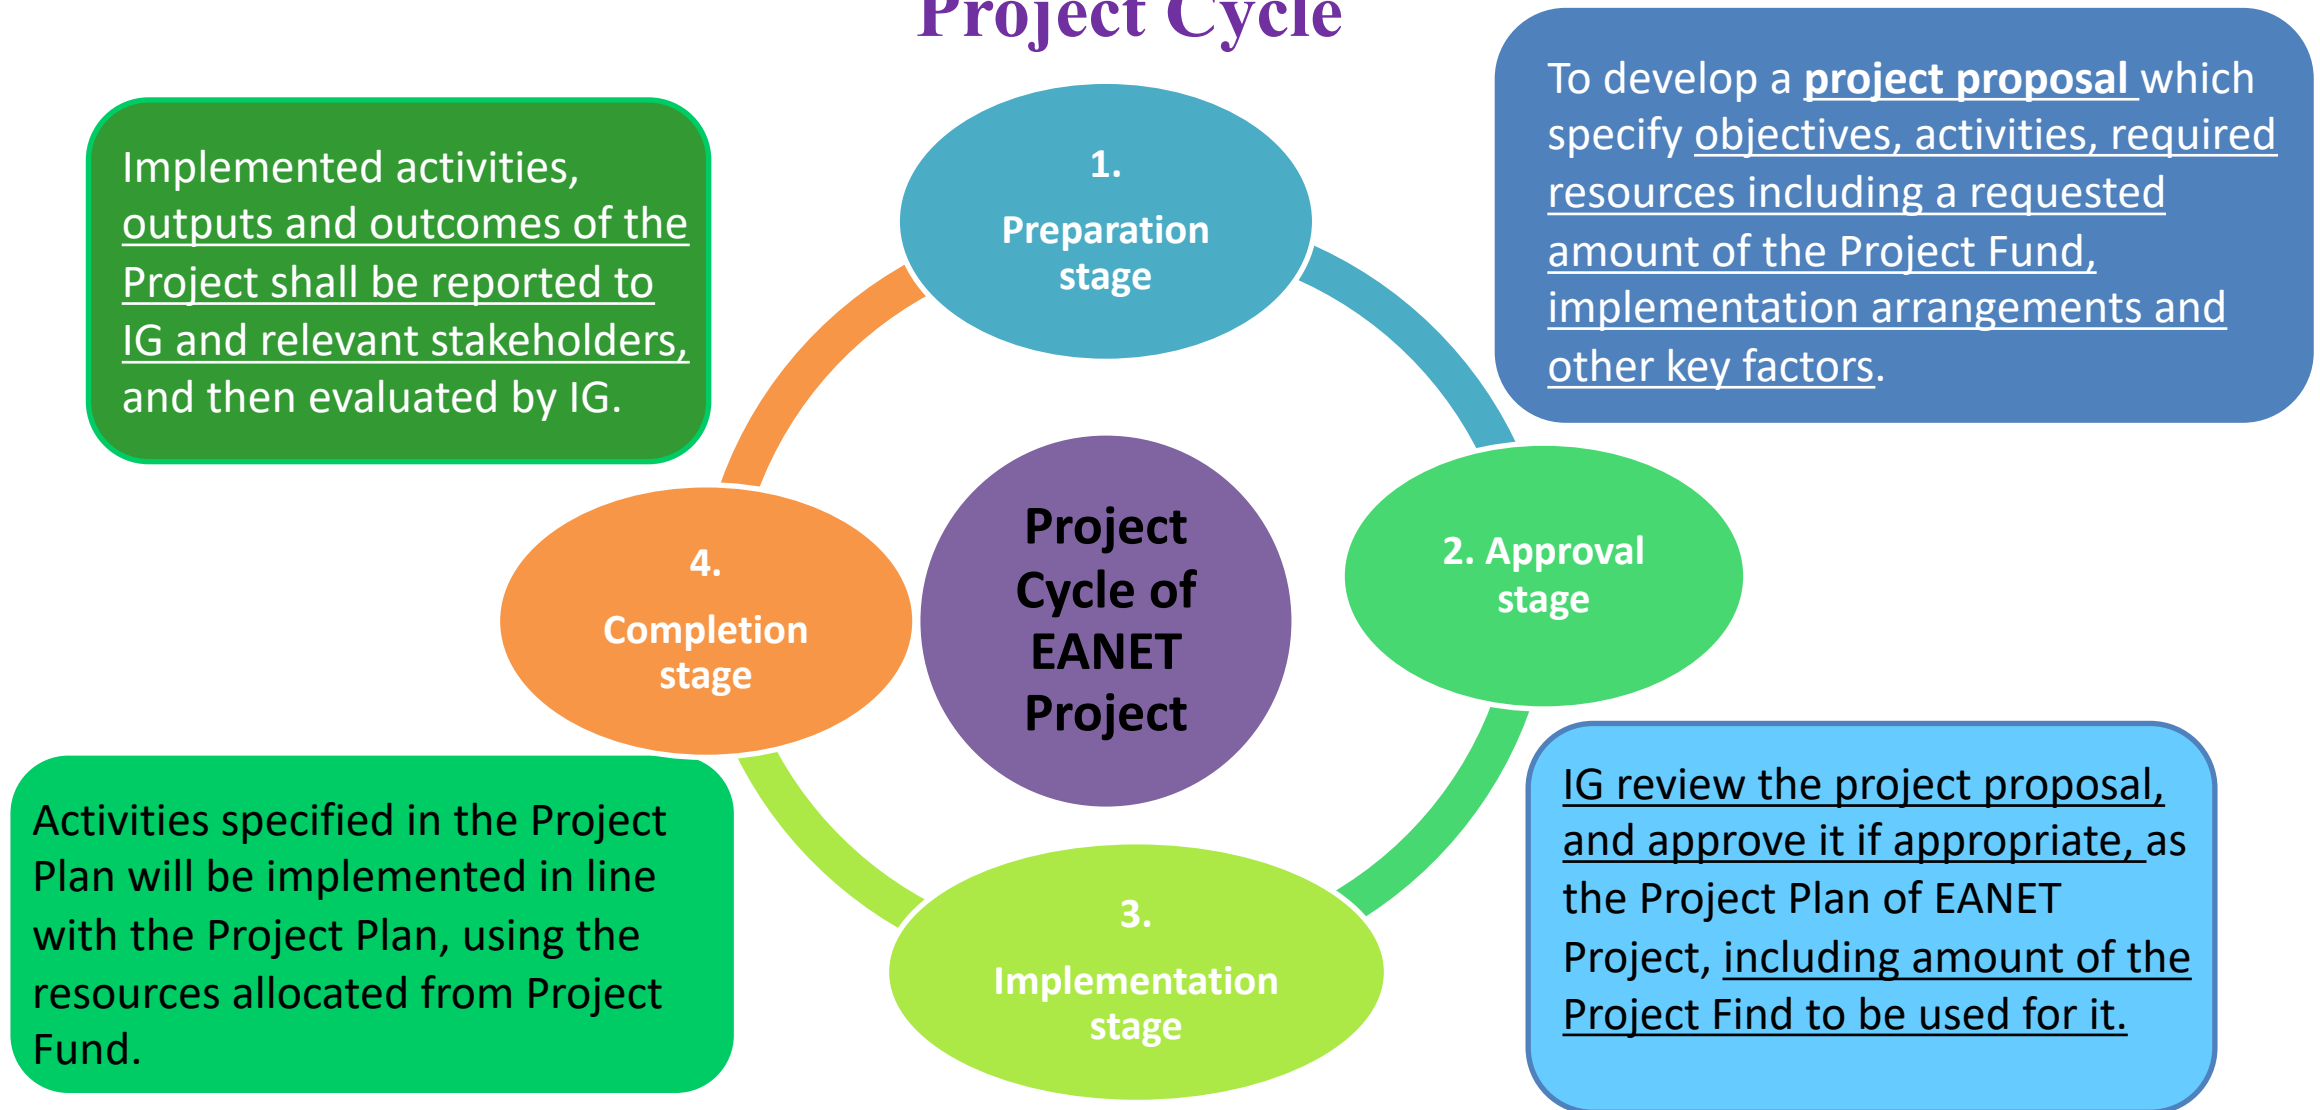 Project Cycle
To develop a project proposal which
specify objectives, activities, required
resources including a requested
amount of the Project Fund,
implementation arrangements and
other key factors.
Implemented activities,
outputs and outcomes of the
Project shall be reported to
IG and relevant stakeholders,
and then evaluated by IG.
1.
Preparation
stage
2. Approval
stage
3.
Implementation
stage
4.
Completion
stage
Project
Cycle of
EANET
Project
Activities specified in the Project
Plan will be implemented in line
with the Project Plan, using the
resources allocated from Project
Fund.
IG review the project proposal,
and approve it if appropriate, as
the Project Plan of EANET
Project, including amount of the
Project Find to be used for it.